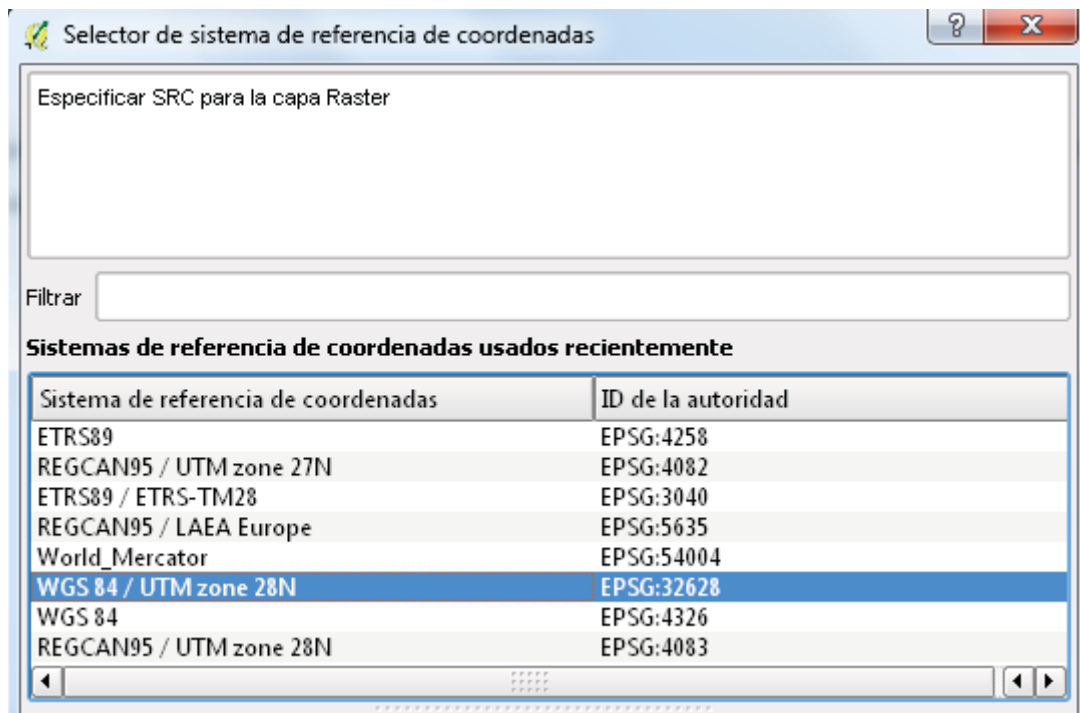 Selector de sistema de referencia de coordenadas
Especificar SRC para la capa Raster
Filtrar
Sistemas de referencia de coordenadas usados recientemente
Sistema de referencia de coordenadas ID de la autoridad
ETRS89 EPSG:4258
REGCAN95 / UTM zone 27N EPSG:4082
ETRS89 / ETRS-TM28 EPSG:3040
REGCAN95 / LAEA Europe EPSG:5635
World_Mercator EPSG:54004
WGS 84 / UTM zone 28N EPSG:32628
WGS 84 EPSG:4326
REGCAN95 / UTM zone 28N EPSG:4083